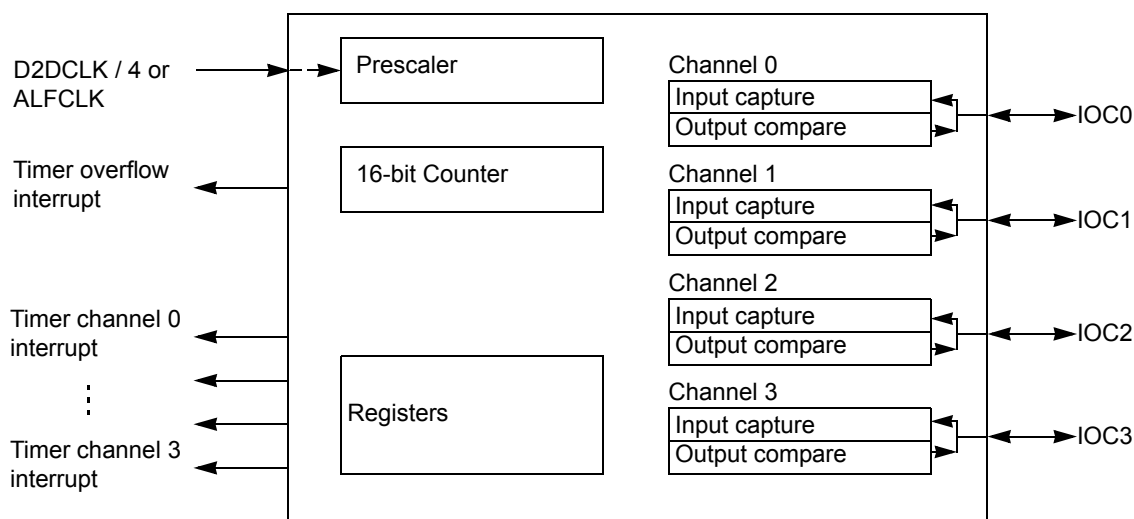 D2DCLK / 4 or
ALFCLK
Timer overflow
interrupt
Timer channel 0
interrupt
Timer channel 3
interrupt
Prescaler
16-bit Counter
Registers
Channel 0
Input capture
Output compare
Channel 1
Input capture
Output compare
Channel 2
Input capture
Output compare
Channel 3
Input capture
Output compare
IOC0
IOC1
IOC2
IOC3